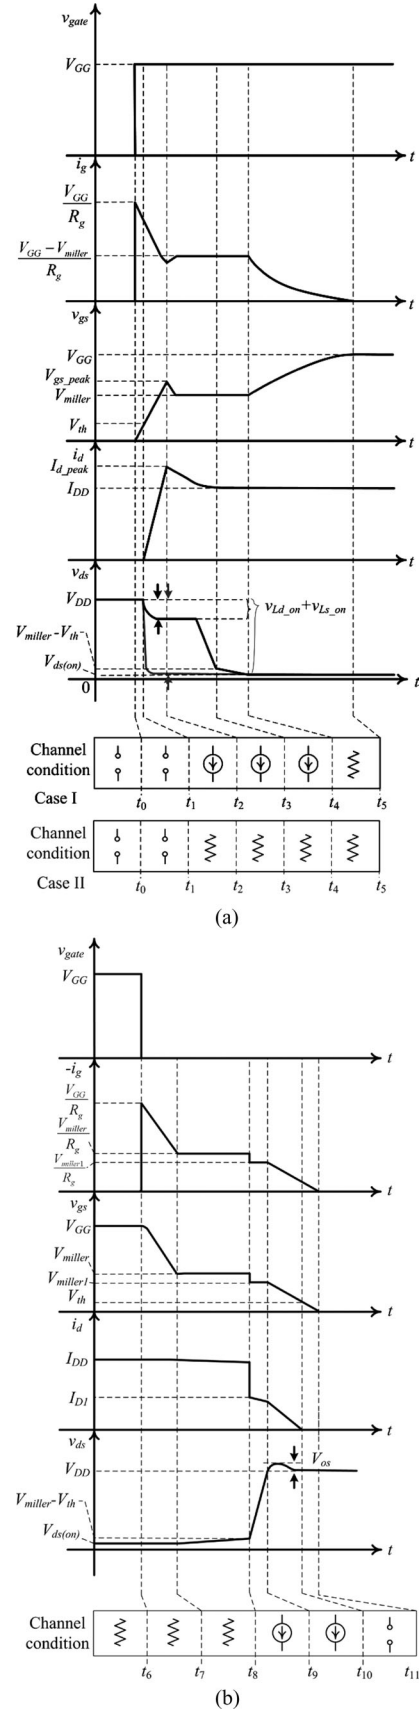 v_gate
V_GG
t
i_g
V_GG
R_g
V_GG − V_miller
R_g
t
v_gs
V_GG
V_gs_peak
V_miller
V_th
t
i_d
I_d_peak
I_DD
t
v_ds
V_DD
v_Ld_on+v_Ls_on
V_miller-V_th
V_ds(on)
0
t
Channel
condition
Case I t_0 t_1 t_2 t_3 t_4 t_5
Channel
condition
Case II t_0 t_1 t_2 t_3 t_4 t_5
(a)
v_gate
V_GG
t
-i_g
V_GG
R_g
V_miller
R_g
V_miller1
R_g
t
v_gs
V_GG
V_miller
V_miller1
V_th
t
i_d
I_DD
I_D1
t
v_ds
V_DD
V_os
V_miller-V_th
V_ds(on)
t
Channel
condition
t_6 t_7 t_8 t_9 t_10 t_11
(b)